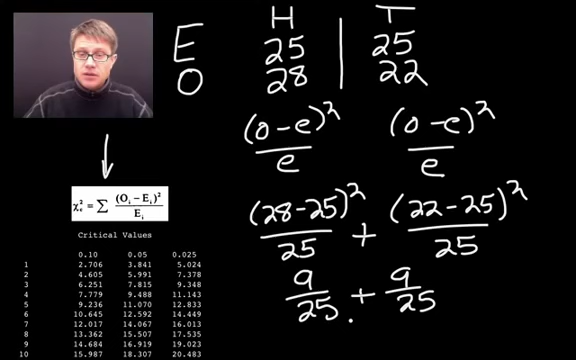 H T
E 25 25
O 28 22
(o-e)² (o-e)²
e e
(28-25)² + (22-25)²
25 25
9 + 9
25 25
χc² = ∑ (Oi – Ei)²
Ei
Critical Values
0.10 0.05 0.025
1 2.706 3.841 5.024
2 4.605 5.991 7.378
3 6.251 7.815 9.348
4 7.779 9.488 11.143
5 9.236 11.070 12.833
6 10.645 12.592 14.449
7 12.017 14.067 16.013
8 13.362 15.507 17.535
9 14.684 16.919 19.023
10 15.987 18.307 20.483